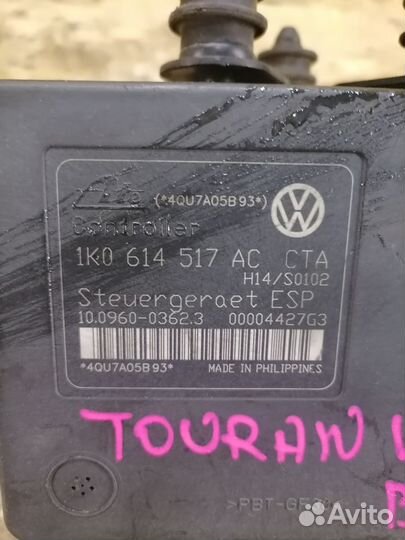 Ate (*4QU7A05B93*)
Controller
1K0 614 517 AC CTA
H14/S0102
Steuergeraet ESP
10.0960-0362.3 00004427G3
*4QU7A05B93* MADE IN PHILIPPINES
TOURAN
>PBT-GF
Avito